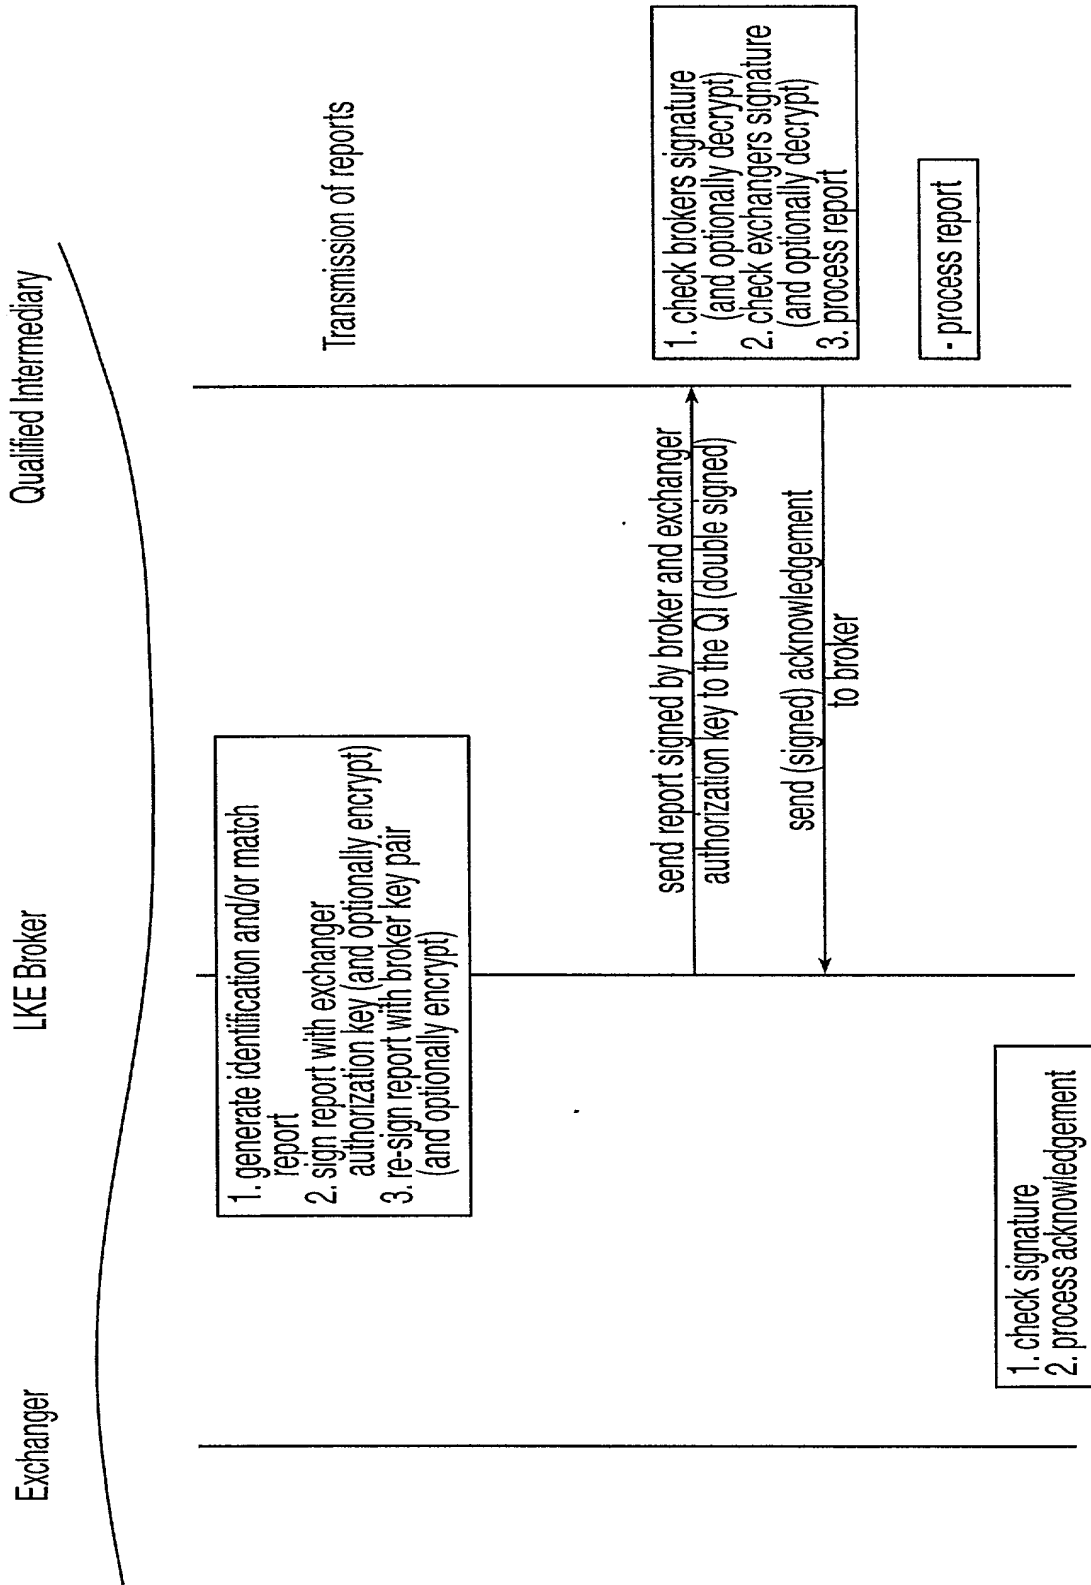 Exchanger
LKE Broker
Qualified Intermediary
Transmission of reports
1. generate identification and/or match
report
2. sign report with exchanger
authorization key (and optionally encrypt)
3. re-sign report with broker key pair
(and optionally encrypt)
send report signed by broker and exchanger
authorization key to the QI (double signed)
1. check brokers signature
(and optionally decrypt)
2. check exchangers signature
(and optionally decrypt)
3. process report
send (signed) acknowledgement
to broker
- process report
1. check signature
2. process acknowledgement